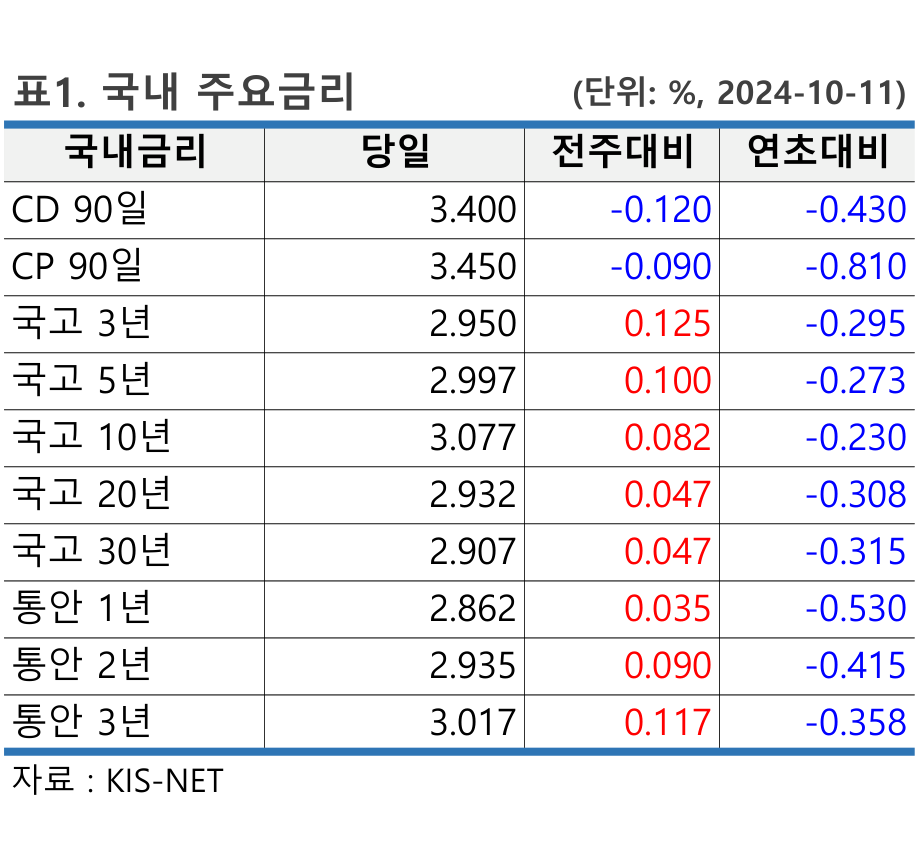 표1. 국내 주요금리 (단위: %, 2024-10-11)
국내금리 당일 전주대비 연초대비
CD 90일 3.400 -0.120 -0.430
CP 90일 3.450 -0.090 -0.810
국고 3년 2.950 0.125 -0.295
국고 5년 2.997 0.100 -0.273
국고 10년 3.077 0.082 -0.230
국고 20년 2.932 0.047 -0.308
국고 30년 2.907 0.047 -0.315
통안 1년 2.862 0.035 -0.530
통안 2년 2.935 0.090 -0.415
통안 3년 3.017 0.117 -0.358
자료 : KIS-NET